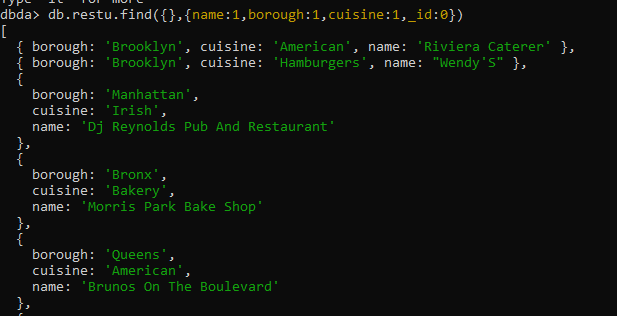 Type "it" for more
dbda> db.restu.find({},{name:1,borough:1,cuisine:1,_id:0})
[
  { borough: 'Brooklyn', cuisine: 'American', name: 'Riviera Caterer' },
  { borough: 'Brooklyn', cuisine: 'Hamburgers', name: "Wendy'S" },
  {
    borough: 'Manhattan',
    cuisine: 'Irish',
    name: 'Dj Reynolds Pub And Restaurant'
  },
  {
    borough: 'Bronx',
    cuisine: 'Bakery',
    name: 'Morris Park Bake Shop'
  },
  {
    borough: 'Queens',
    cuisine: 'American',
    name: 'Brunos On The Boulevard'
  },
  {